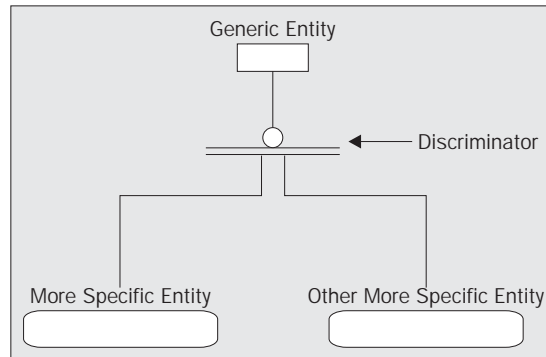 Generic Entity
Discriminator
More Specific Entity
Other More Specific Entity